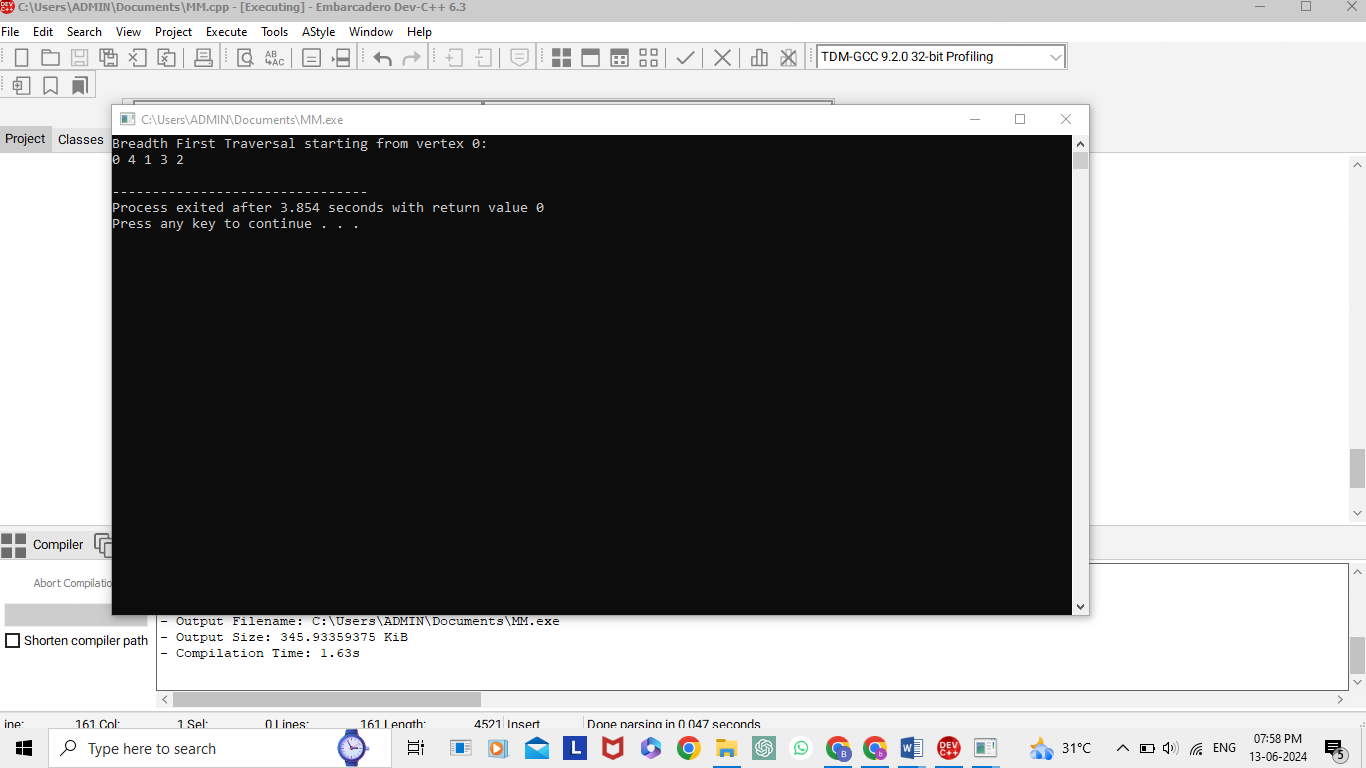 C:\Users\ADMIN\Documents\MM.cpp - [Executing] - Embarcadero Dev-C++ 6.3
File Edit Search View Project Execute Tools AStyle Window Help
TDM-GCC 9.2.0 32-bit Profiling
Project Classes
C:\Users\ADMIN\Documents\MM.exe
Breadth First Traversal starting from vertex 0:
0 4 1 3 2
--------------------------------
Process exited after 3.854 seconds with return value 0
Press any key to continue . . .
Compiler
Abort Compilatio
- Output Filename: C:\Users\ADMIN\Documents\MM.exe
Shorten compiler path
- Output Size: 345.93359375 KiB
- Compilation Time: 1.63s
ine: 161 Col: 1 Sel: 0 Lines: 161 Length: 4521 Insert Done parsing in 0.047 seconds
Type here to search
L
B
b
DEV C++
31°C
ENG
07:58 PM
13-06-2024
5